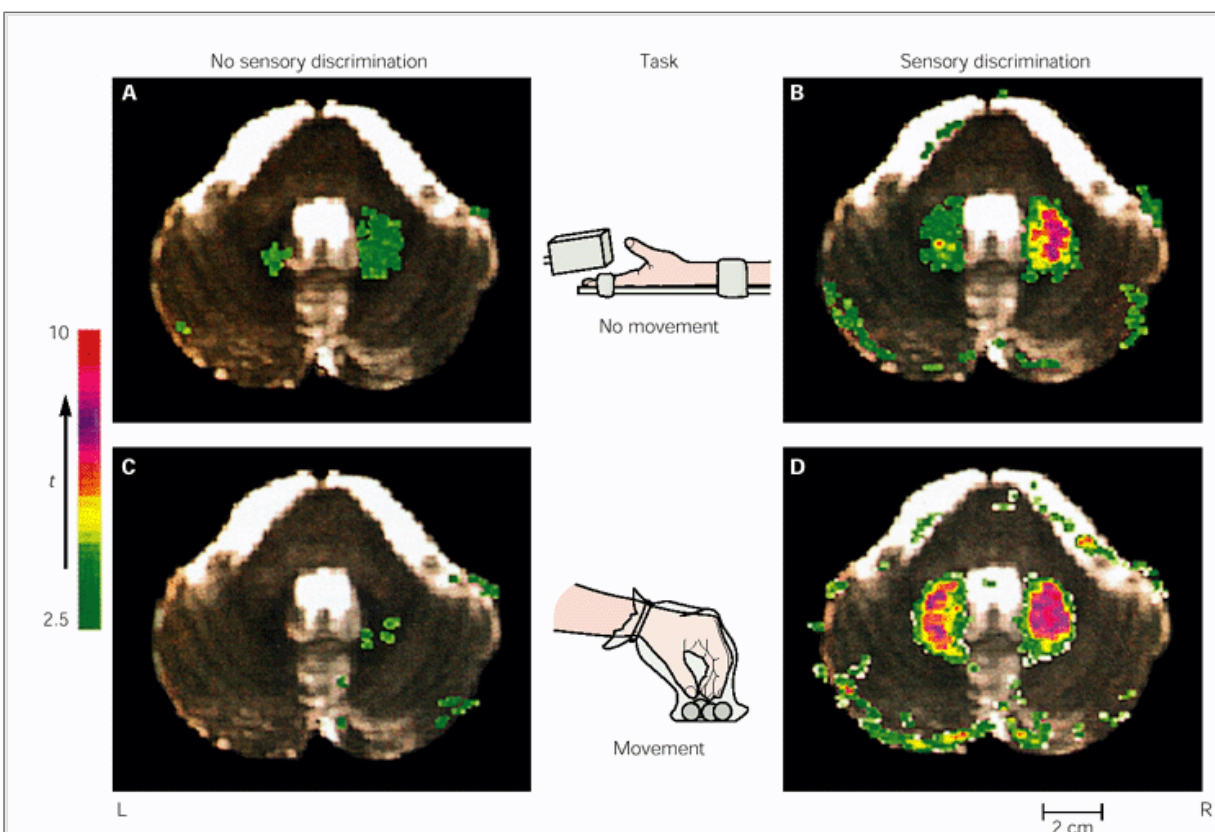 No sensory discrimination
Task
Sensory discrimination
A
B
No movement
10
t
2.5
C
D
Movement
L
R
2 cm